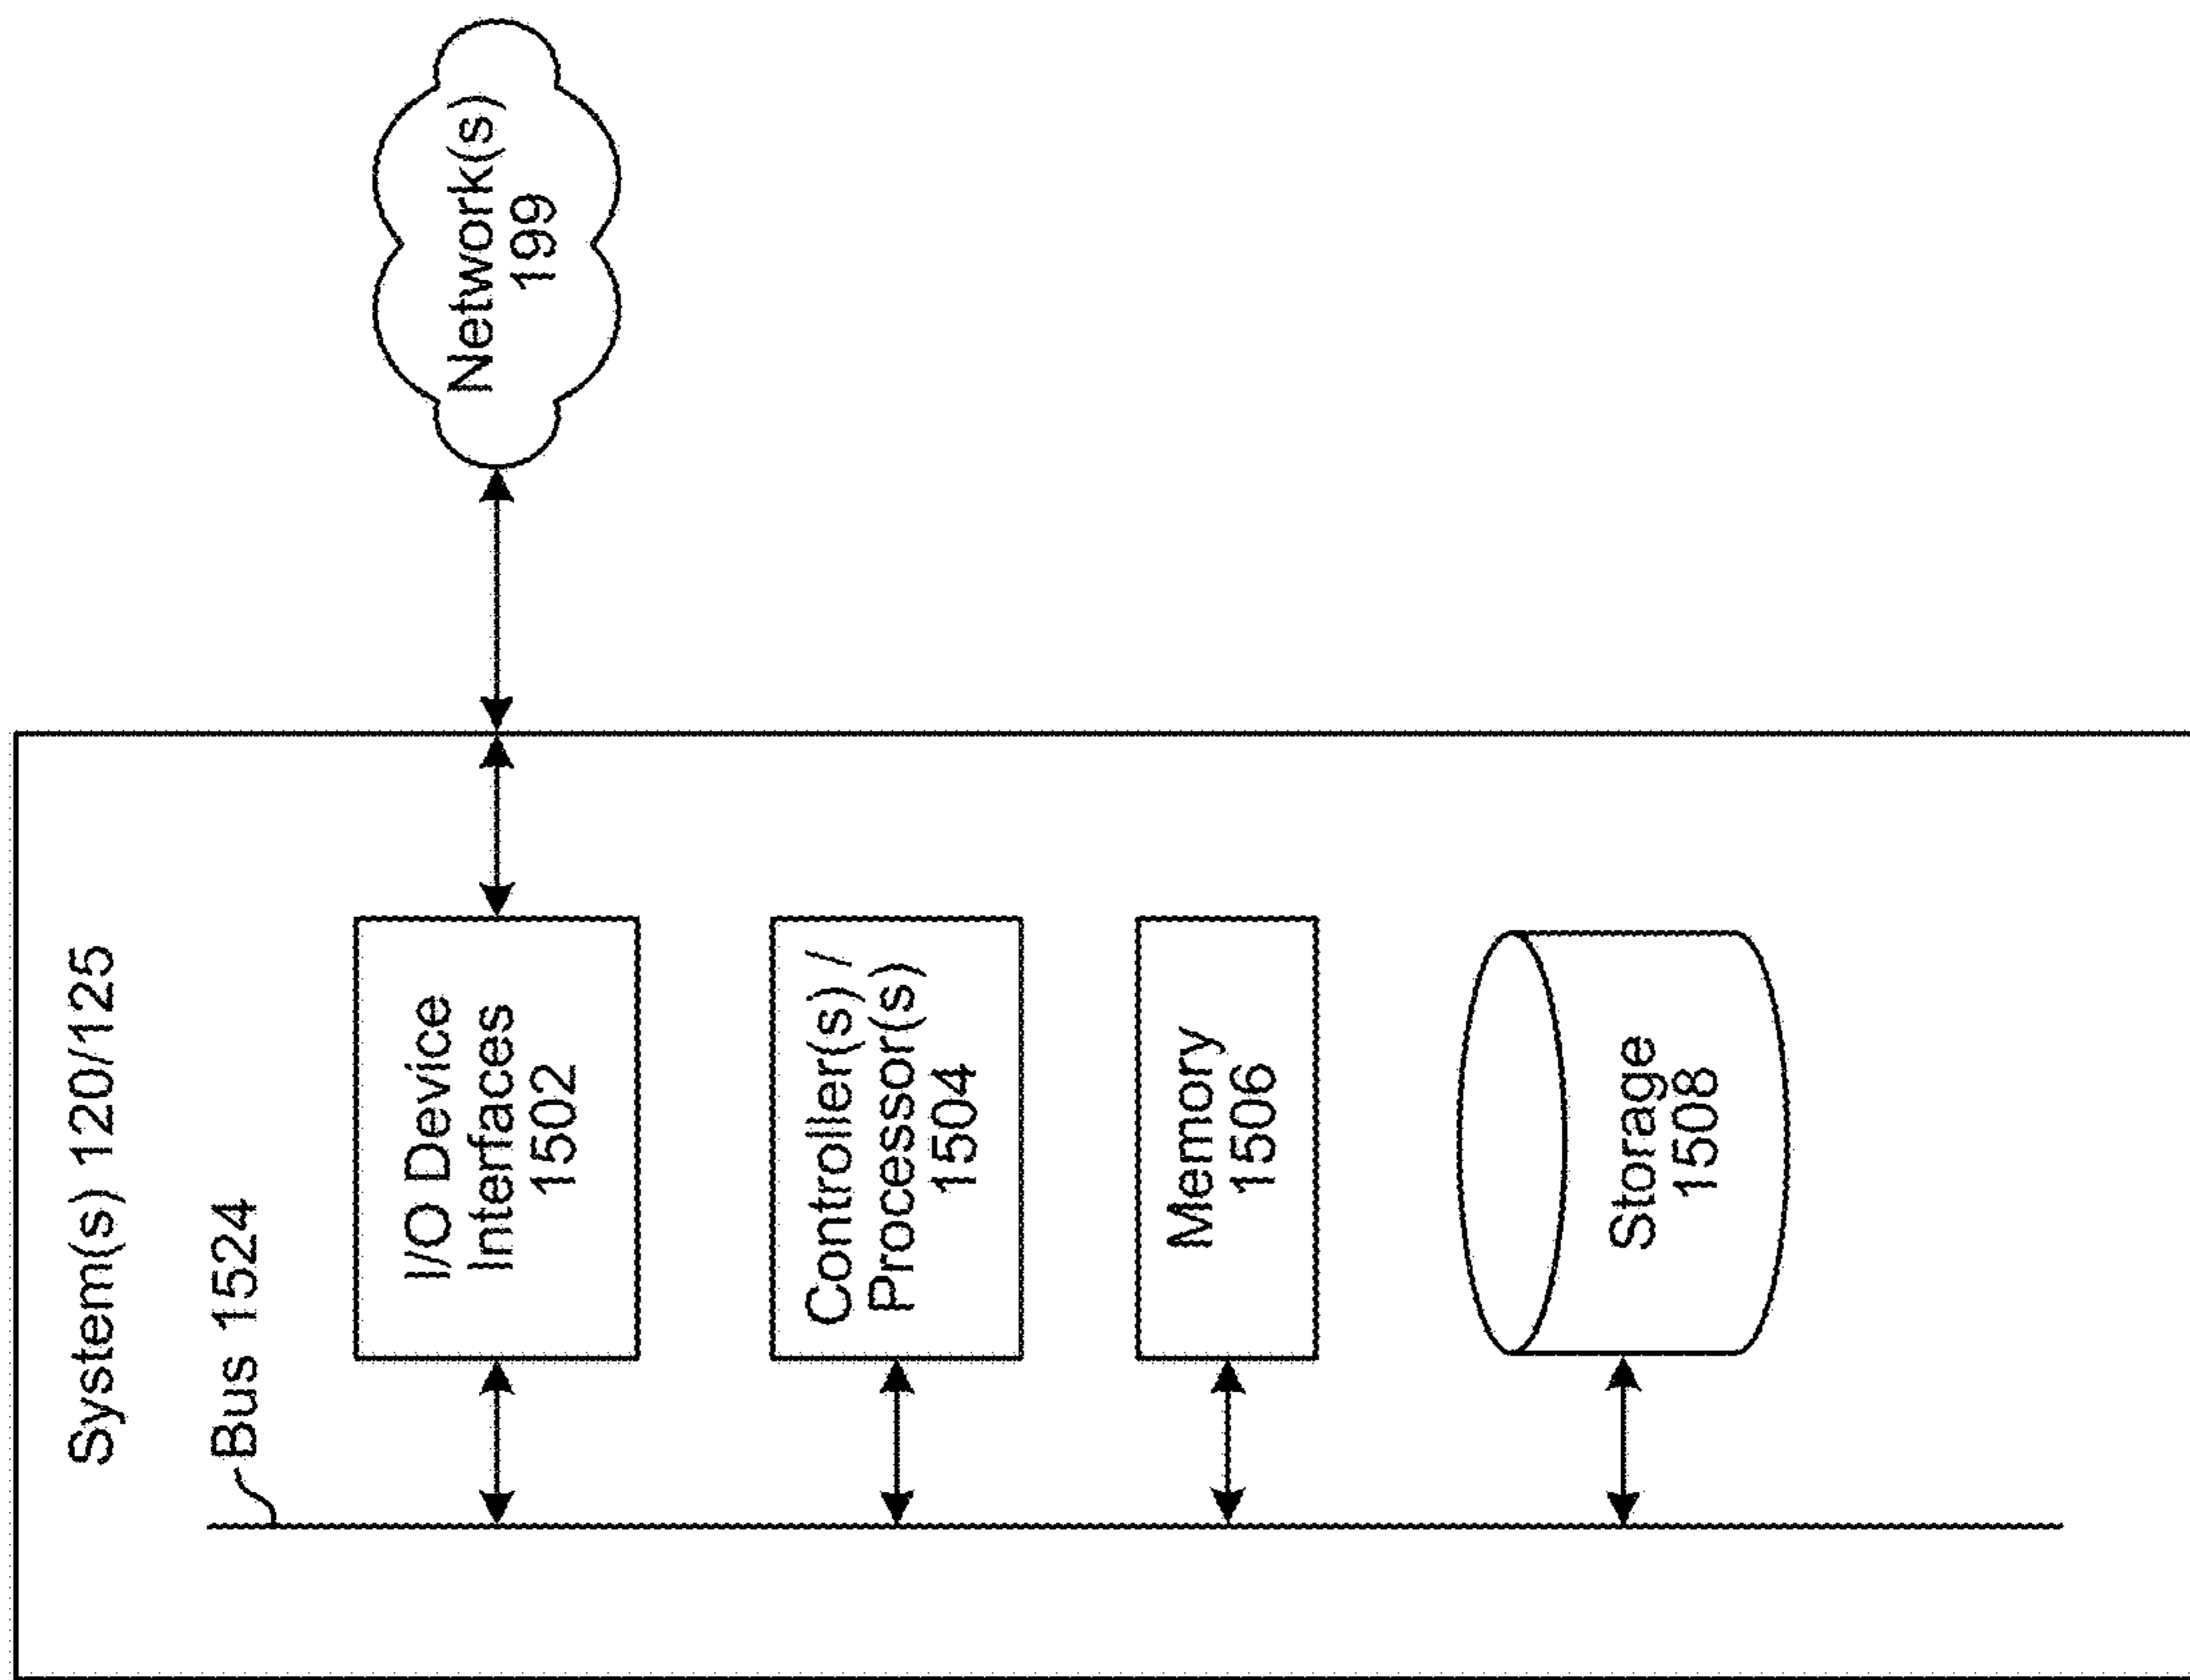 System(s) 120/125
Bus 1524
I/O Device
Interfaces
1502
Network(s)
199
Controller(s) /
Processor(s)
1504
Memory
1506
Storage
1508